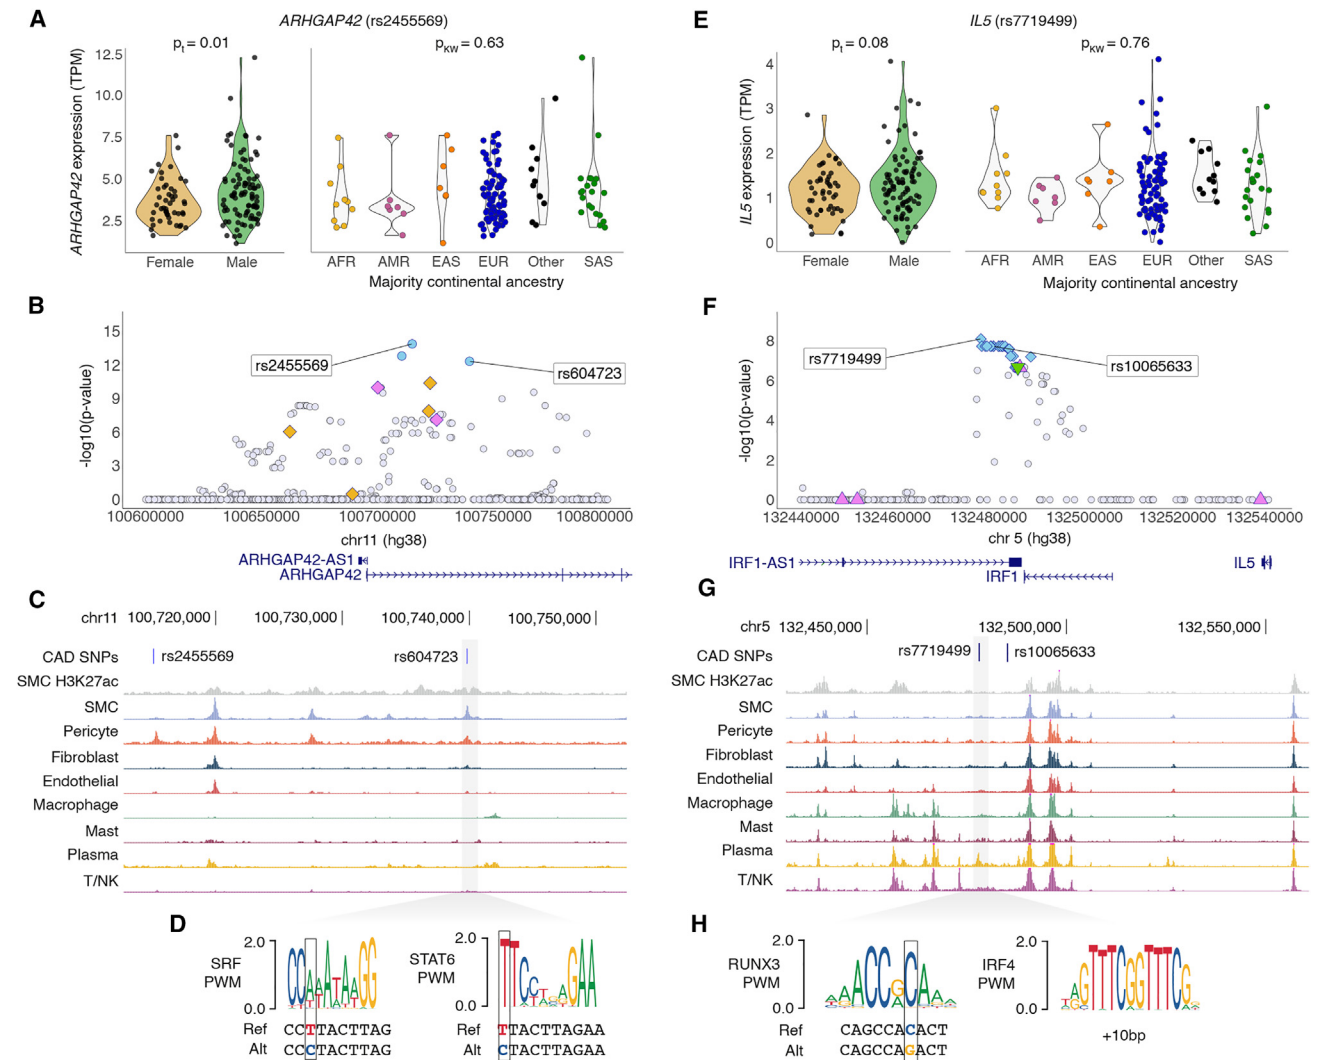 A
ARHGAP42 (rs2455569)
pt = 0.01
pKW = 0.63
ARHGAP42 expression (TPM)
12.5
10.0
7.5
5.0
2.5
Female
Male
AFR
AMR
EAS
EUR
Other
SAS
Majority continental ancestry
E
IL5 (rs7719499)
pt = 0.08
pKW = 0.76
IL5 expression (TPM)
4
3
2
1
0
Female
Male
AFR
AMR
EAS
EUR
Other
SAS
Majority continental ancestry
B
-log10(p-value)
15
12
9
6
3
0
rs2455569
rs604723
100600000
100650000
100700000
100750000
100800000
chr11 (hg38)
ARHGAP42-AS1
ARHGAP42
F
-log10(p-value)
8
6
5
4
2
0
rs7719499
rs10065633
132440000
132460000
132480000
132500000
132520000
132540000
chr 5 (hg38)
IRF1-AS1
IRF1
IL5
C
chr11
100,720,000
100,730,000
100,740,000
100,750,000
CAD SNPs
rs2455569
rs604723
SMC H3K27ac
SMC
Pericyte
Fibroblast
Endothelial
Macrophage
Mast
Plasma
T/NK
G
chr5
132,450,000
132,500,000
132,550,000
CAD SNPs
rs7719499
rs10065633
SMC H3K27ac
SMC
Pericyte
Fibroblast
Endothelial
Macrophage
Mast
Plasma
T/NK
D
SRF
PWM
2.0
0.0
Ref
CCTTACTTAG
Alt
CCCTACTTAG
STAT6
PWM
2.0
0.0
TTACTTAGAA
CTACTTAGAA
H
RUNX3
PWM
2.0
0.0
Ref
CAGCCACACT
Alt
CAGCCAGACT
IRF4
PWM
2.0
0.0
+10bp